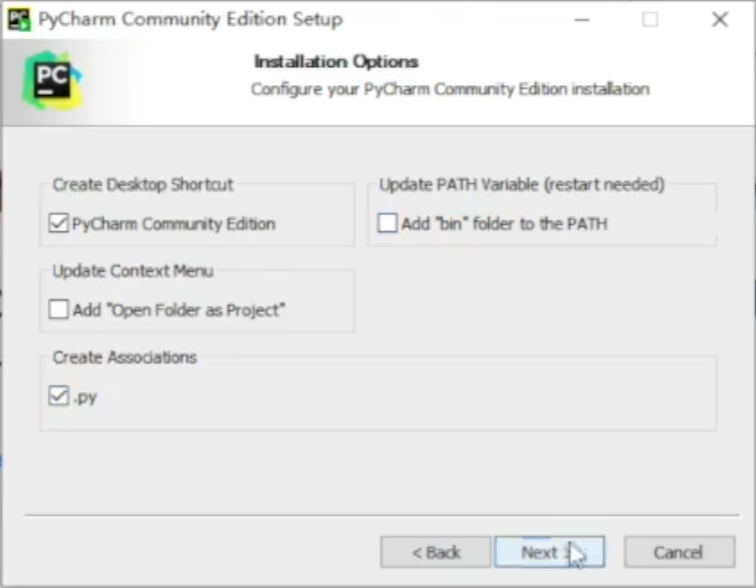 PyCharm Community Edition Setup
PC
Installation Options
Configure your PyCharm Community Edition installation
Create Desktop Shortcut
PyCharm Community Edition
Update PATH Variable (restart needed)
Add "bin" folder to the PATH
Update Context Menu
Add "Open Folder as Project"
Create Associations
.py
< Back
Next >
Cancel